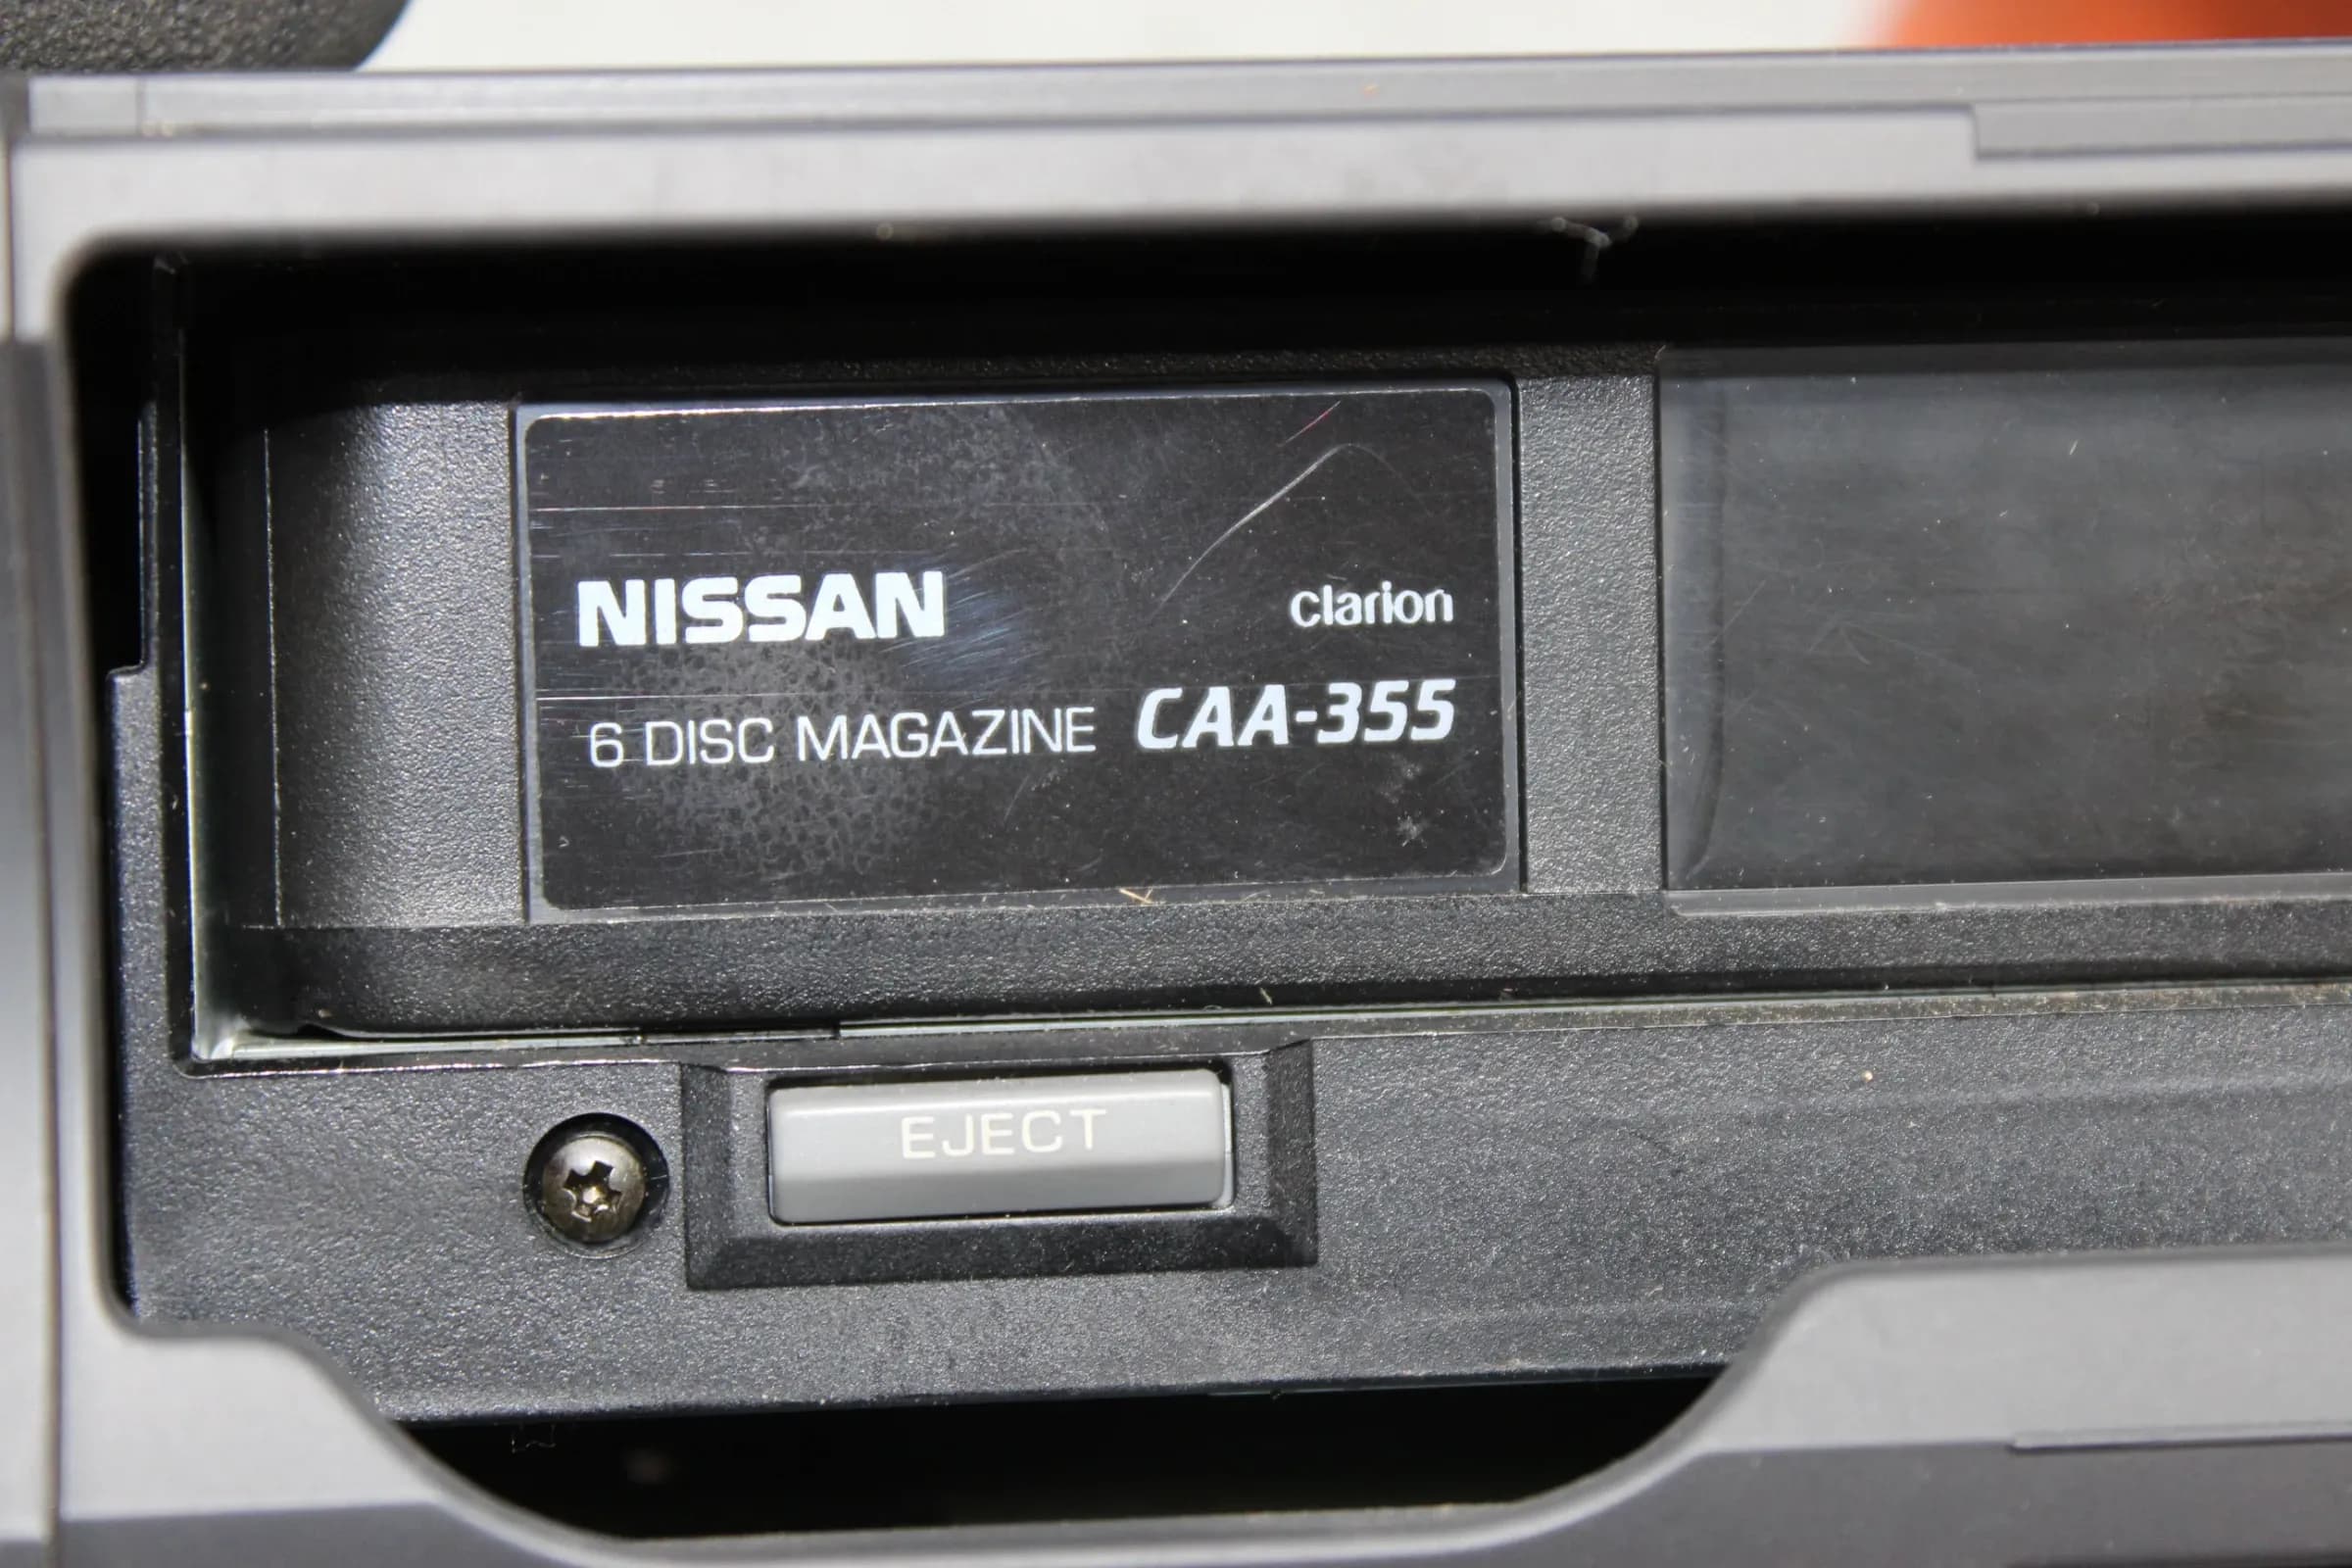 NISSAN clarion
6 DISC MAGAZINE CAA-355
EJECT